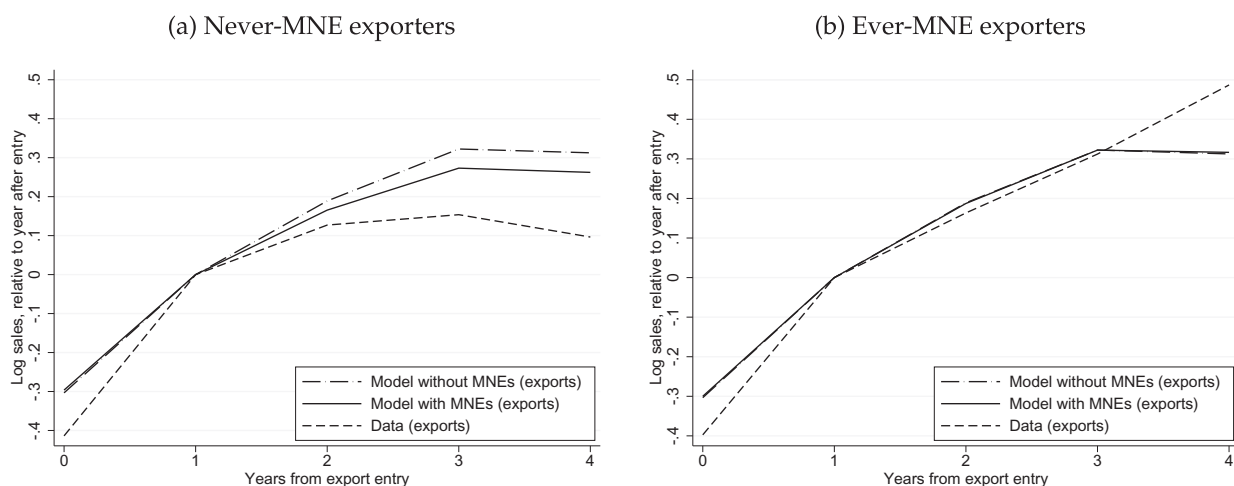 (a) Never-MNE exporters
Log sales, relative to year after entry
.5
.4
.3
.2
.1
0
-.1
-.2
-.3
-.4
0 1 2 3 4
Years from export entry
Model without MNEs (exports)
Model with MNEs (exports)
Data (exports)
(b) Ever-MNE exporters
Log sales, relative to year after entry
.5
.4
.3
.2
.1
0
-.1
-.2
-.3
-.4
0 1 2 3 4
Years from export entry
Model without MNEs (exports)
Model with MNEs (exports)
Data (exports)